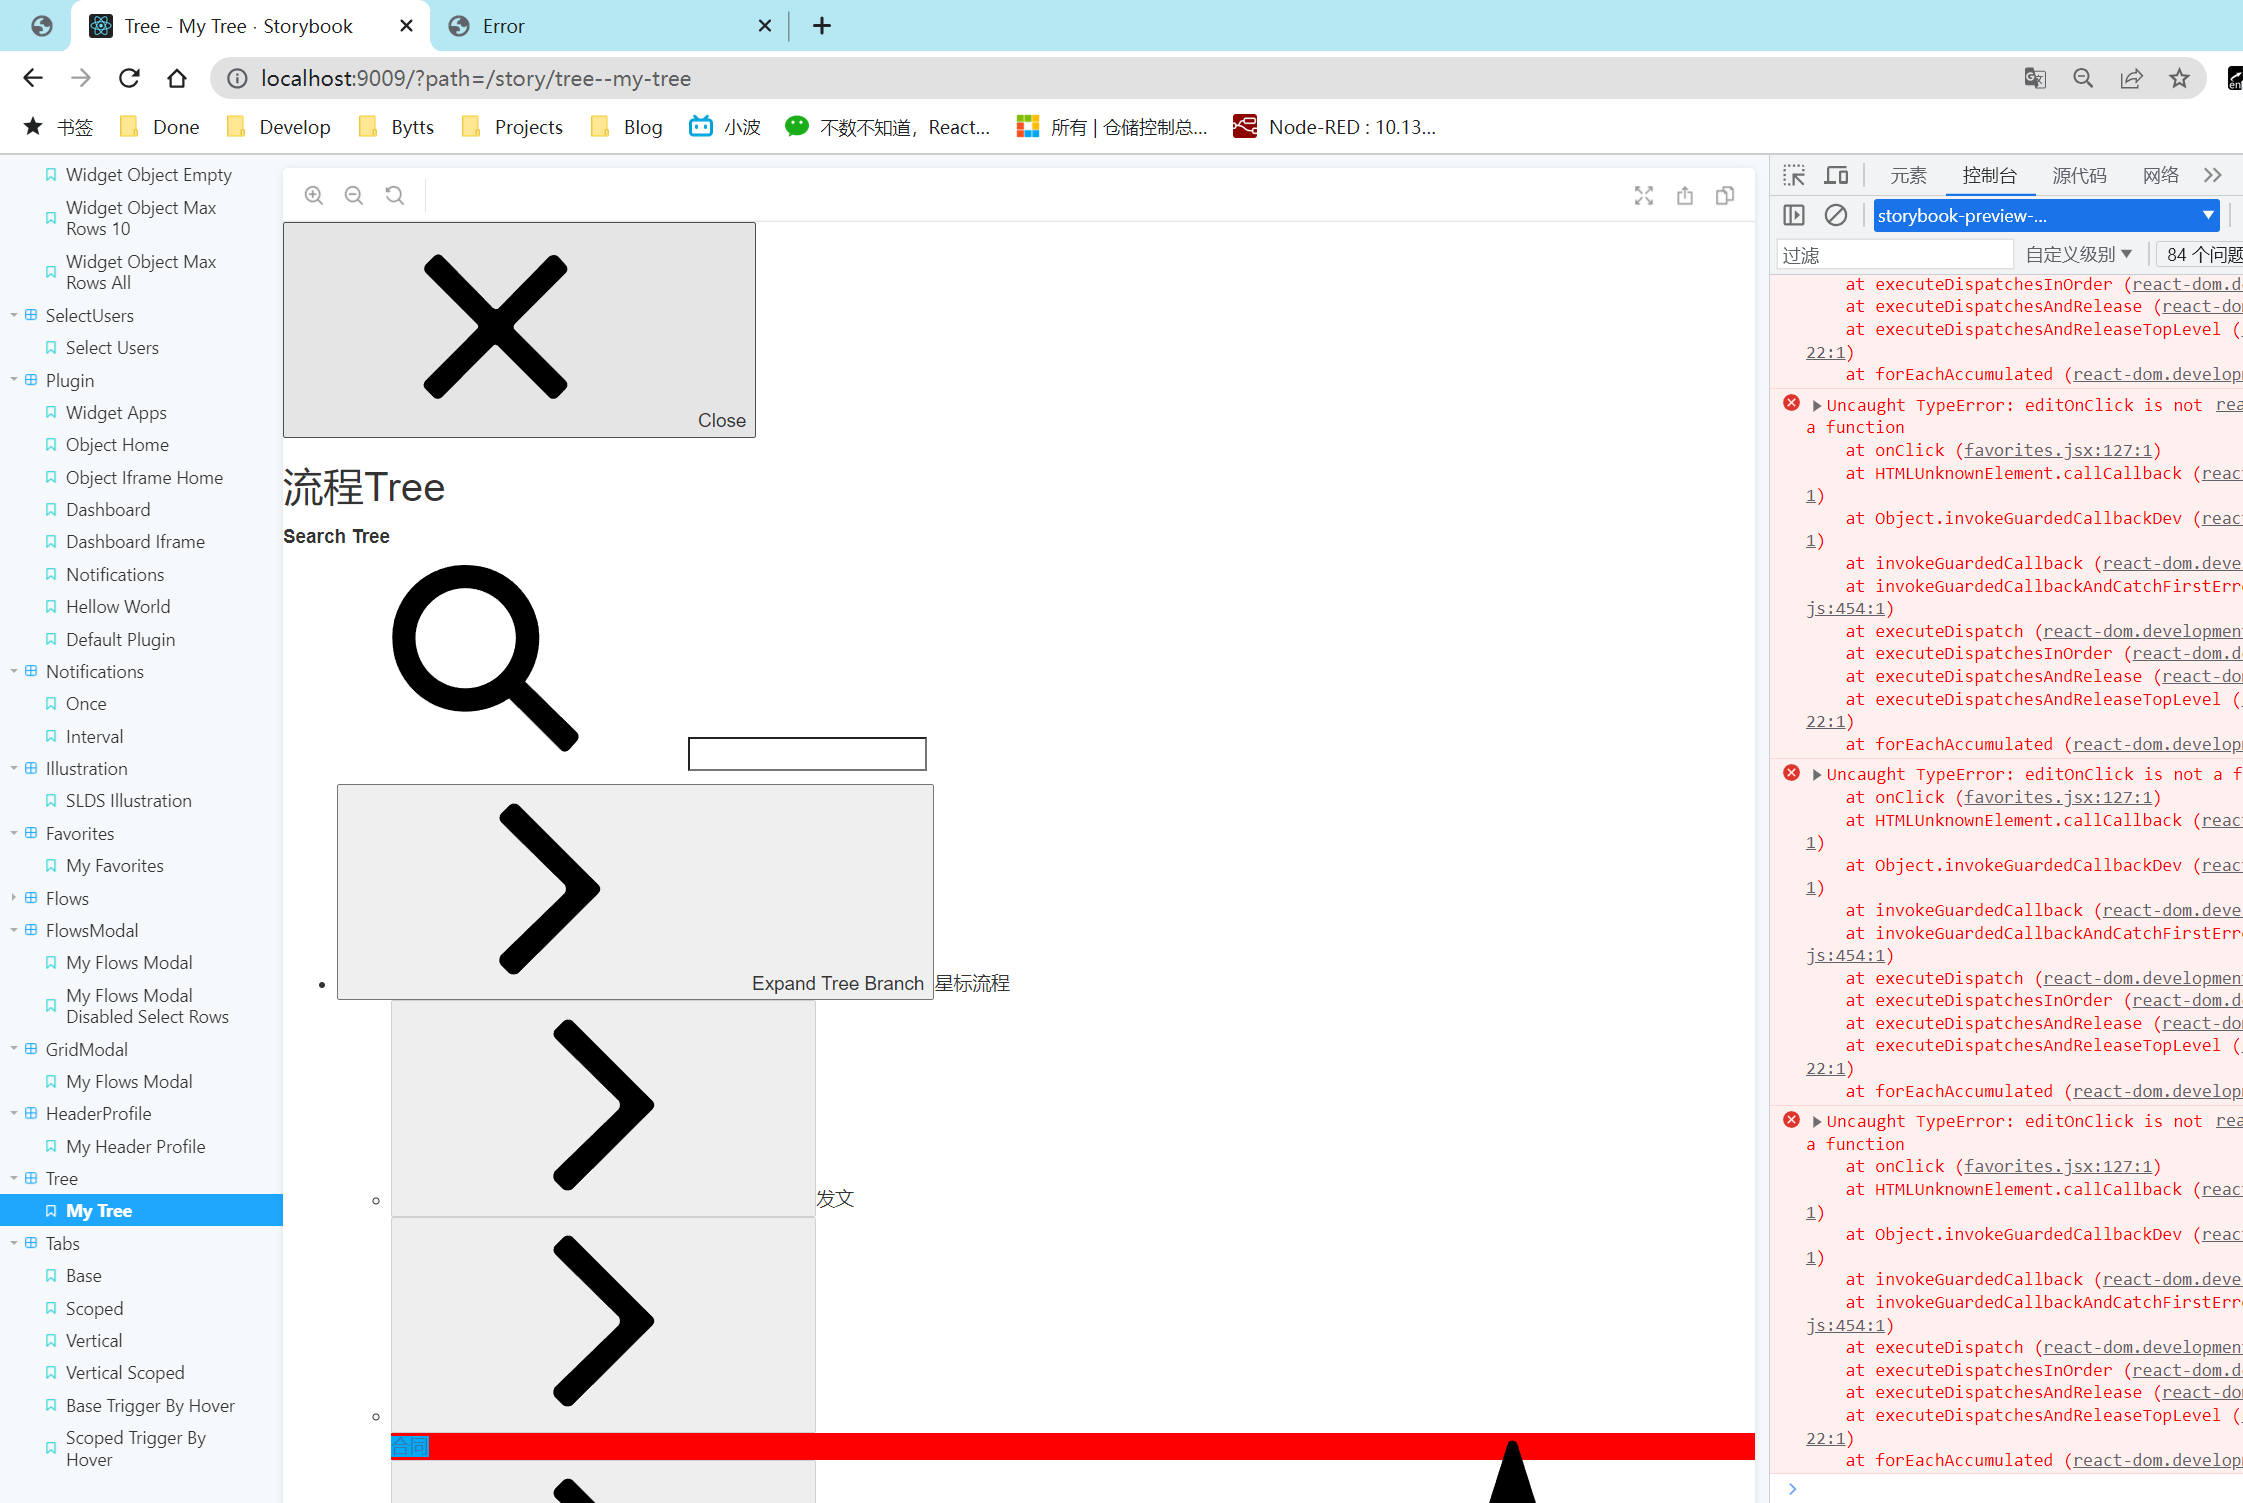 Tree - My Tree · Storybook
Error
localhost:9009/?path=/story/tree--my-tree
书签
Done
Develop
Bytts
Projects
Blog
小波
不数不知道，React...
所有 | 仓储控制总...
Node-RED : 10.13...
Widget Object Empty
Widget Object Max
Rows 10
Widget Object Max
Rows All
SelectUsers
Select Users
Plugin
Widget Apps
Object Home
Object Iframe Home
Dashboard
Dashboard Iframe
Notifications
Hellow World
Default Plugin
Notifications
Once
Interval
Illustration
SLDS Illustration
Favorites
My Favorites
Flows
FlowsModal
My Flows Modal
My Flows Modal
Disabled Select Rows
GridModal
My Flows Modal
HeaderProfile
My Header Profile
Tree
My Tree
Tabs
Base
Scoped
Vertical
Vertical Scoped
Base Trigger By Hover
Scoped Trigger By
Hover
Close
流程Tree
Search Tree
Expand Tree Branch
星标流程
发文
合同
元素
控制台
源代码
网络
storybook-preview-...
过滤
自定义级别
84 个问题
at executeDispatchesInOrder (react-dom.d
at executeDispatchesAndRelease (react-do
at executeDispatchesAndReleaseTopLevel (
22:1)
at forEachAccumulated (react-dom.develop
Uncaught TypeError: editOnClick is not rea
a function
at onClick (favorites.jsx:127:1)
at HTMLUnknownElement.callCallback (reac
1)
at Object.invokeGuardedCallbackDev (reac
1)
at invokeGuardedCallback (react-dom.deve
at invokeGuardedCallbackAndCatchFirstErr
js:454:1)
at executeDispatch (react-dom.development
at executeDispatchesInOrder (react-dom.d
at executeDispatchesAndRelease (react-do
at executeDispatchesAndReleaseTopLevel (
22:1)
at forEachAccumulated (react-dom.develop
Uncaught TypeError: editOnClick is not a f
at onClick (favorites.jsx:127:1)
at HTMLUnknownElement.callCallback (reac
1)
at Object.invokeGuardedCallbackDev (reac
1)
at invokeGuardedCallback (react-dom.deve
at invokeGuardedCallbackAndCatchFirstErr
js:454:1)
at executeDispatch (react-dom.development
at executeDispatchesInOrder (react-dom.d
at executeDispatchesAndRelease (react-do
at executeDispatchesAndReleaseTopLevel (
22:1)
at forEachAccumulated (react-dom.develop
Uncaught TypeError: editOnClick is not rea
a function
at onClick (favorites.jsx:127:1)
at HTMLUnknownElement.callCallback (reac
1)
at Object.invokeGuardedCallbackDev (reac
1)
at invokeGuardedCallback (react-dom.deve
at invokeGuardedCallbackAndCatchFirstErr
js:454:1)
at executeDispatch (react-dom.development
at executeDispatchesInOrder (react-dom.d
at executeDispatchesAndRelease (react-do
at executeDispatchesAndReleaseTopLevel (
22:1)
at forEachAccumulated (react-dom.develop